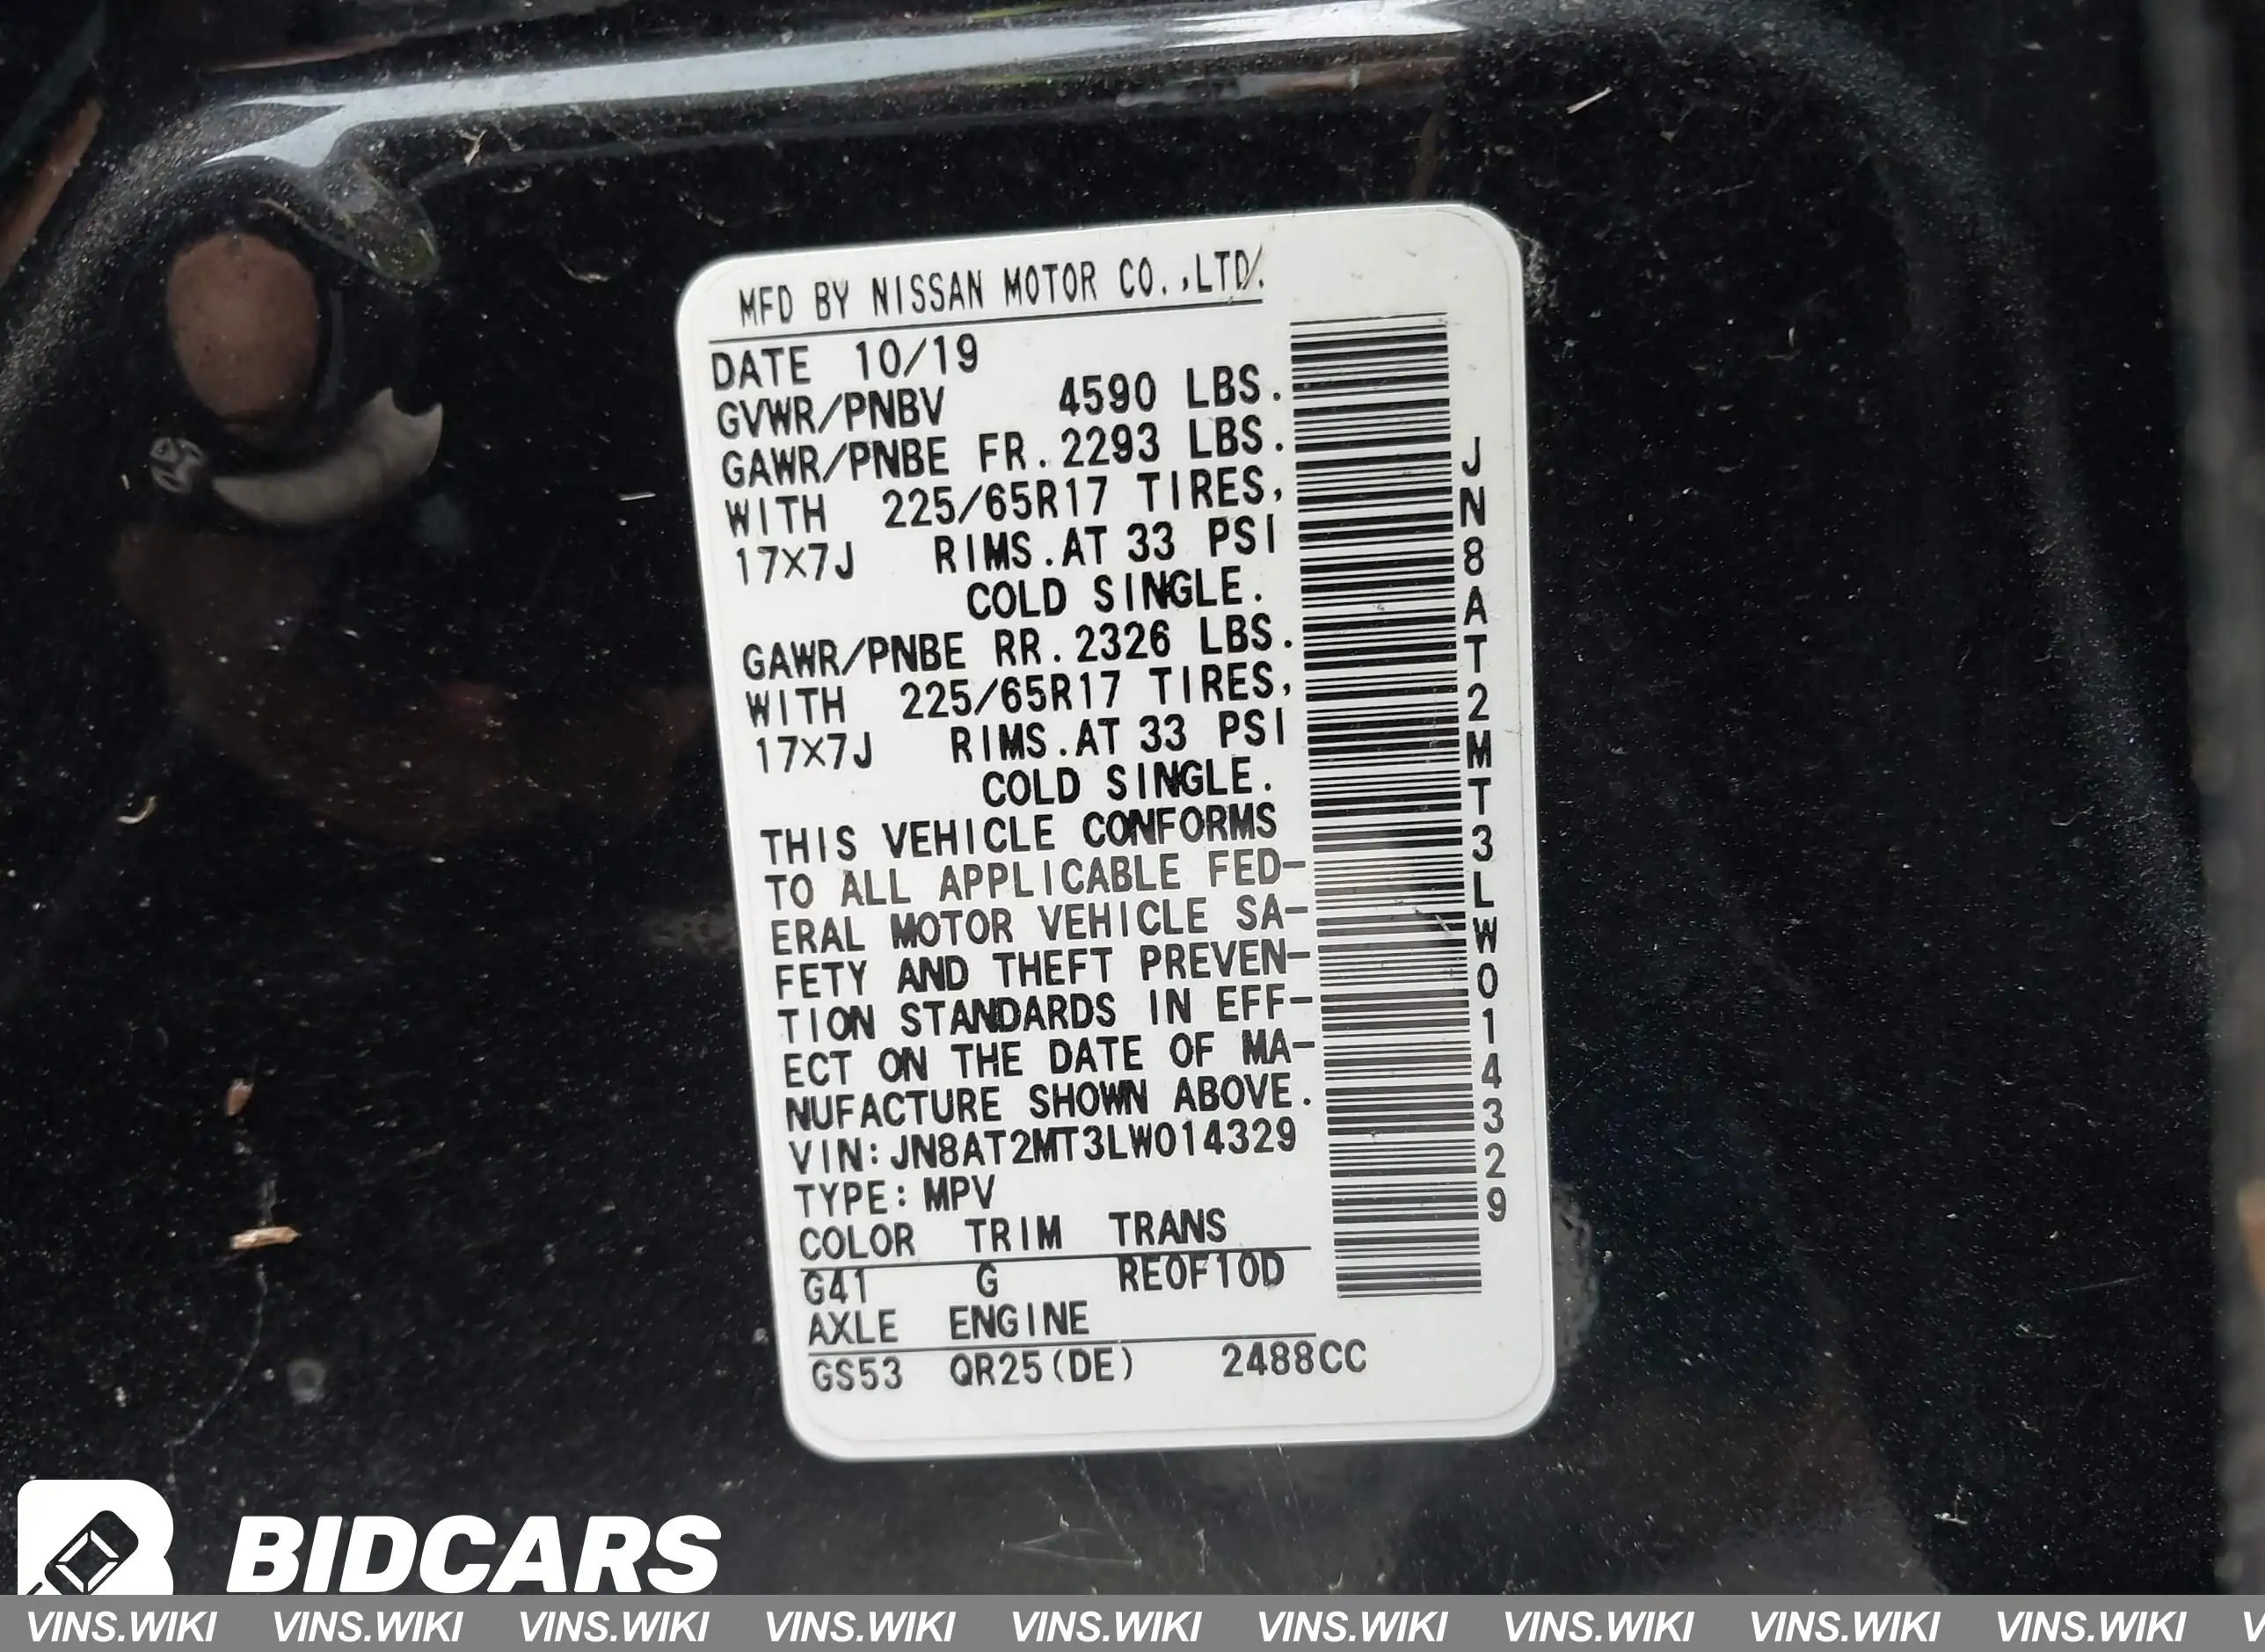 MFD BY NISSAN MOTOR CO.,LTD.
DATE 10/19
GVWR/PNBV 4590 LBS.
GAWR/PNBE FR. 2293 LBS.
WITH 225/65R17 TIRES,
17X7J RIMS.AT 33 PSI
COLD SINGLE.
GAWR/PNBE RR. 2326 LBS.
WITH 225/65R17 TIRES,
17X7J RIMS.AT 33 PSI
COLD SINGLE.
THIS VEHICLE CONFORMS
TO ALL APPLICABLE FED-
ERAL MOTOR VEHICLE SA-
FETY AND THEFT PREVEN-
TION STANDARDS IN EFF-
ECT ON THE DATE OF MA-
NUFACTURE SHOWN ABOVE.
VIN: JN8AT2MT3LW014329
TYPE: MPV
COLOR TRIM TRANS
G41 G RE0F10D
AXLE ENGINE
GS53 QR25(DE) 2488CC
JN8AT2MT3LW014329
BIDCARS
VINS.WIKI VINS.WIKI VINS.WIKI VINS.WIKI VINS.WIKI VINS.WIKI VINS.WIKI VINS.WIKI VINS.WIKI V